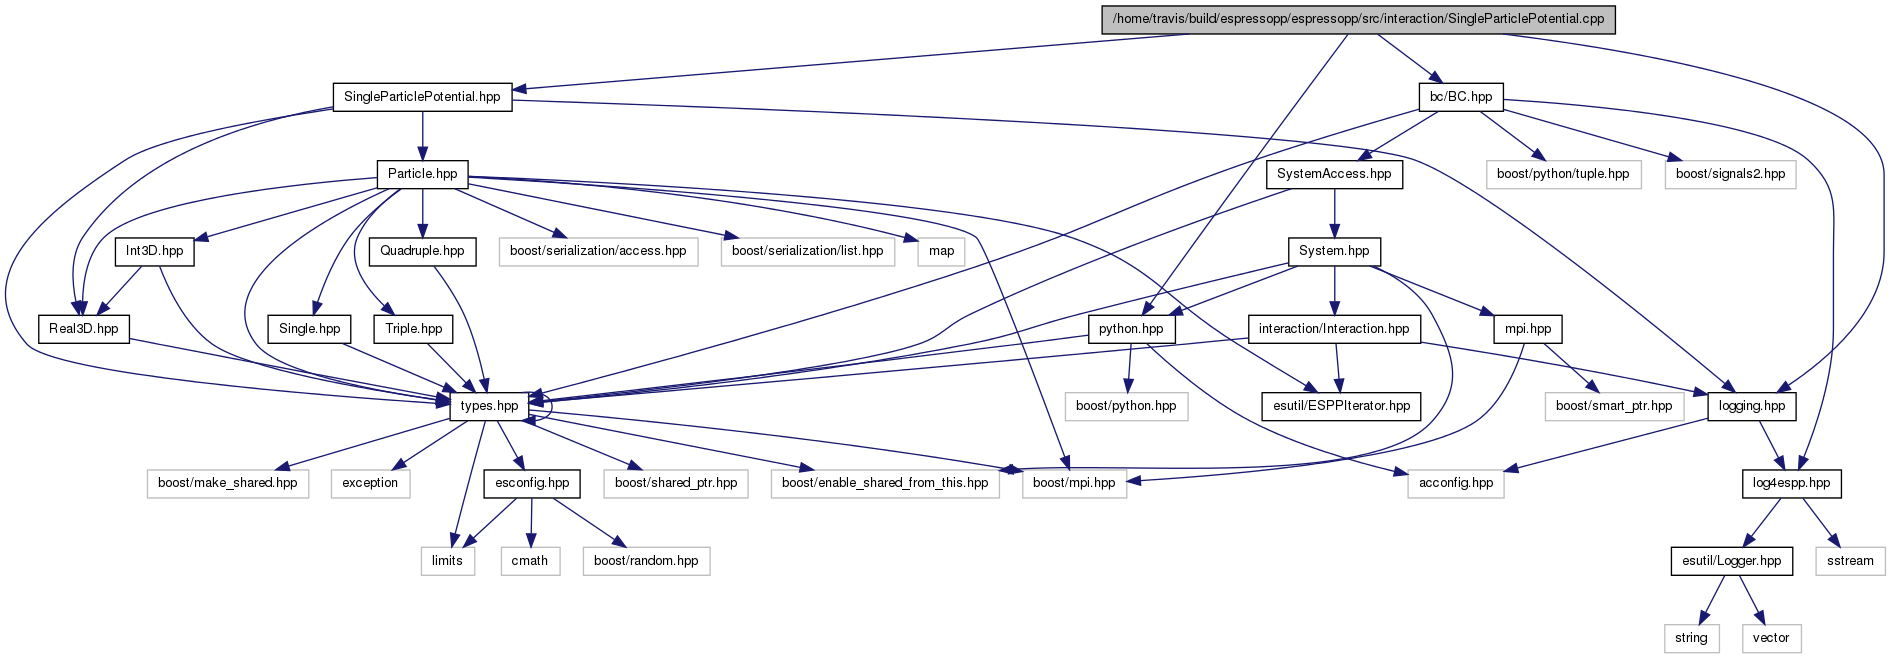 /home/travis/build/espressopp/espressopp/src/interaction/SingleParticlePotential.cpp
SingleParticlePotential.hpp
bc/BC.hpp
Particle.hpp
SystemAccess.hpp
boost/python/tuple.hpp
boost/signals2.hpp
Int3D.hpp
Quadruple.hpp
boost/serialization/access.hpp
boost/serialization/list.hpp
map
System.hpp
Real3D.hpp
Single.hpp
Triple.hpp
python.hpp
interaction/Interaction.hpp
mpi.hpp
types.hpp
boost/python.hpp
esutil/ESPPIterator.hpp
boost/smart_ptr.hpp
logging.hpp
boost/make_shared.hpp
exception
esconfig.hpp
boost/shared_ptr.hpp
boost/enable_shared_from_this.hpp
boost/mpi.hpp
acconfig.hpp
log4espp.hpp
limits
cmath
boost/random.hpp
esutil/Logger.hpp
sstream
string
vector